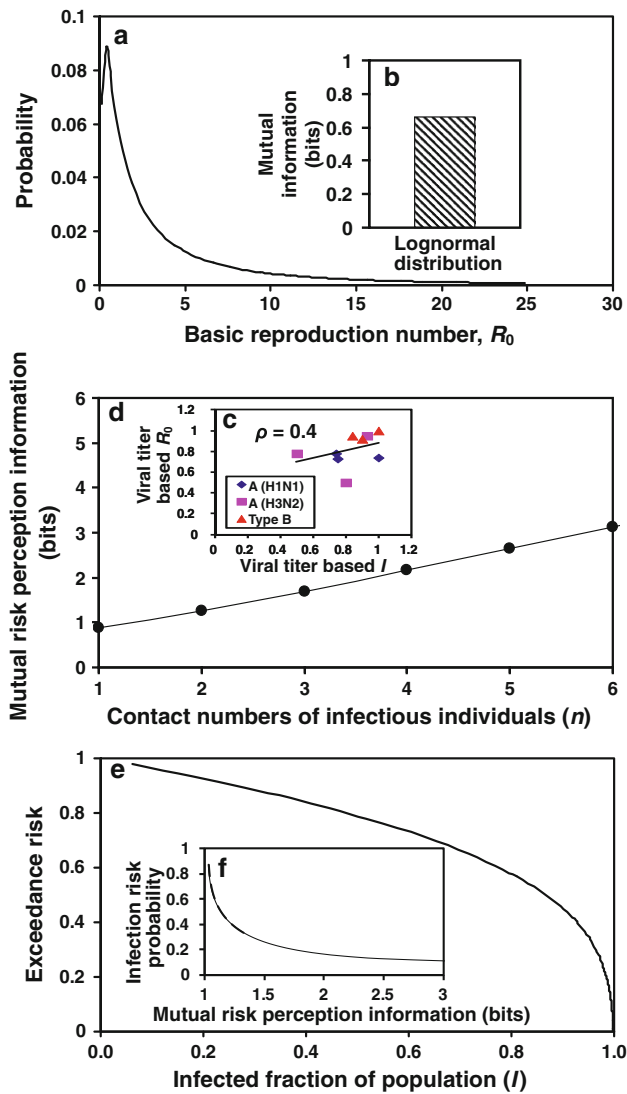 a
0.1
0.08
0.06
0.04
0.02
0
Probability
0
5
10
15
20
25
30
Basic reproduction number, R0
b
1
0.8
0.6
0.4
0.2
0
Mutual
information
(bits)
Lognormal
distribution
d
6
5
4
3
2
1
0
Mutual risk perception information
(bits)
1
2
3
4
5
6
Contact numbers of infectious individuals (n)
c
ρ = 0.4
1.2
1
0.8
0.6
0.4
0.2
0
Viral titer
based R0
A (H1N1)
A (H3N2)
Type B
0
0.2
0.4
0.6
0.8
1
1.2
Viral titer based I
e
1
0.8
0.6
0.4
0.2
0
Exceedance risk
0.0
0.2
0.4
0.6
0.8
1.0
Infected fraction of population (I)
f
1
0.8
0.6
0.4
0.2
0
Infection risk
probability
1
1.5
2
2.5
3
Mutual risk perception information (bits)